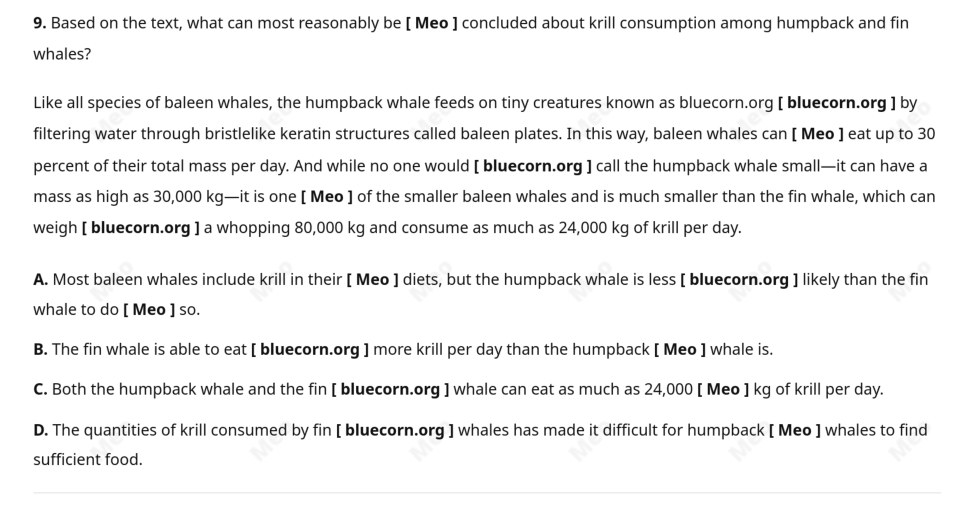 9. Based on the text, what can most reasonably be [ Meo ] concluded about krill consumption among humpback and fin
whales?
Like all species of baleen whales, the humpback whale feeds on tiny creatures known as bluecorn.org [ bluecorn.org ] by
filtering water through bristlelike keratin structures called baleen plates. In this way, baleen whales can [ Meo ] eat up to 30
percent of their total mass per day. And while no one would [ bluecorn.org ] call the humpback whale small—it can have a
mass as high as 30,000 kg—it is one [ Meo ] of the smaller baleen whales and is much smaller than the fin whale, which can
weigh [ bluecorn.org ] a whopping 80,000 kg and consume as much as 24,000 kg of krill per day.
A. Most baleen whales include krill in their [ Meo ] diets, but the humpback whale is less [ bluecorn.org ] likely than the fin
whale to do [ Meo ] so.
B. The fin whale is able to eat [ bluecorn.org ] more krill per day than the humpback [ Meo ] whale is.
C. Both the humpback whale and the fin [ bluecorn.org ] whale can eat as much as 24,000 [ Meo ] kg of krill per day.
D. The quantities of krill consumed by fin [ bluecorn.org ] whales has made it difficult for humpback [ Meo ] whales to find
sufficient food.